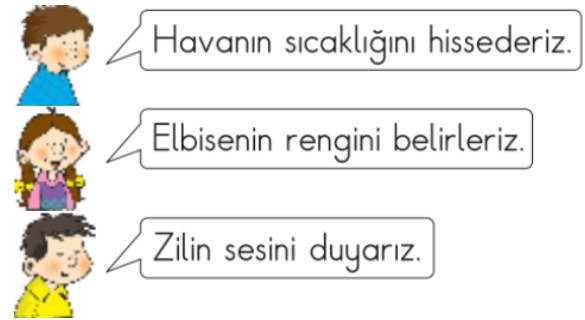 Havanın sıcaklığını hissederiz.
Elbisenin rengini belirleriz.
Zilin sesini duyarız.